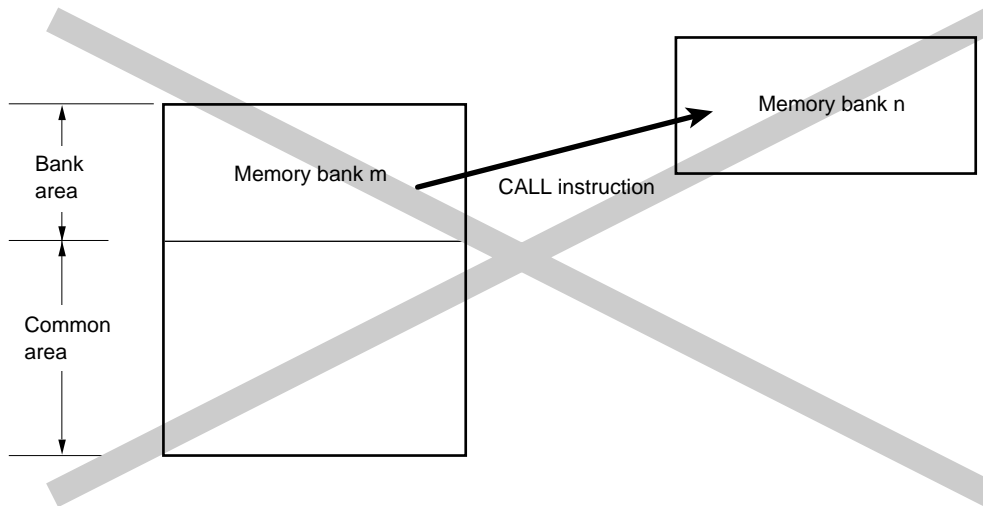 Memory bank n
Bank
area
Memory bank m
CALL instruction
Common
area